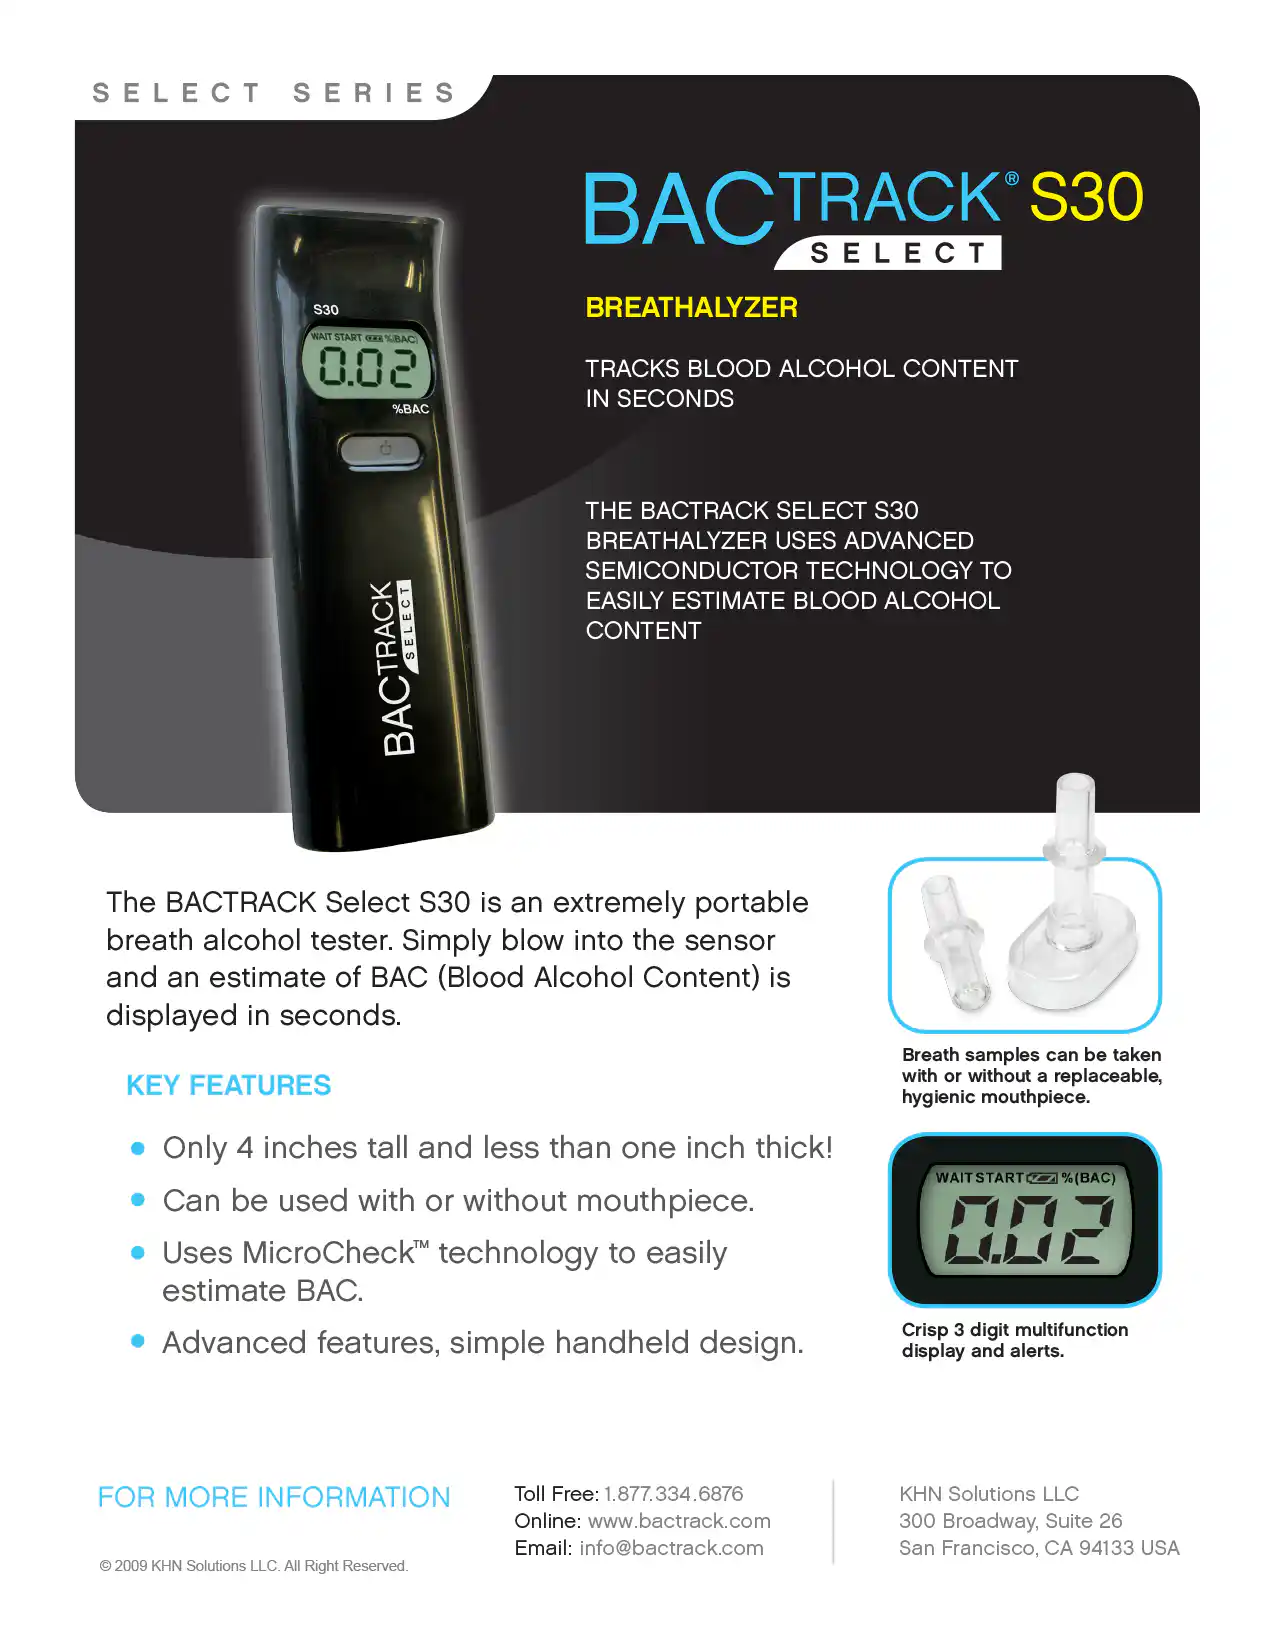 SELECT SERIES
BACTRACK® S30
SELECT
BREATHALYZER
TRACKS BLOOD ALCOHOL CONTENT
IN SECONDS
THE BACTRACK SELECT S30
BREATHALYZER USES ADVANCED
SEMICONDUCTOR TECHNOLOGY TO
EASILY ESTIMATE BLOOD ALCOHOL
CONTENT
S30
WAIT START %(BAC)
0.02
%BAC
BACTRACK
SELECT
The BACTRACK Select S30 is an extremely portable
breath alcohol tester. Simply blow into the sensor
and an estimate of BAC (Blood Alcohol Content) is
displayed in seconds.
KEY FEATURES
• Only 4 inches tall and less than one inch thick!
• Can be used with or without mouthpiece.
• Uses MicroCheck™ technology to easily
estimate BAC.
• Advanced features, simple handheld design.
Breath samples can be taken
with or without a replaceable,
hygienic mouthpiece.
WAIT START %(BAC)
0.02
Crisp 3 digit multifunction
display and alerts.
FOR MORE INFORMATION
© 2009 KHN Solutions LLC. All Right Reserved.
Toll Free: 1.877.334.6876
Online: www.bactrack.com
Email: info@bactrack.com
KHN Solutions LLC
300 Broadway, Suite 26
San Francisco, CA 94133 USA